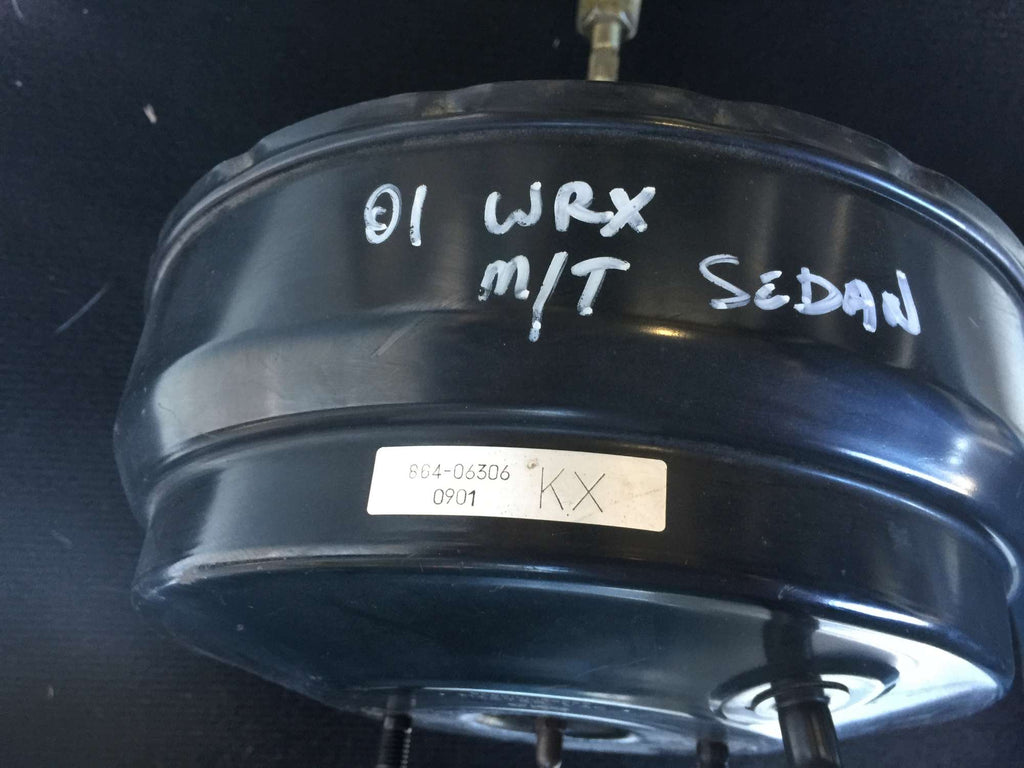 01 WRX
M/T SEDAN
864-06306
0901 KX